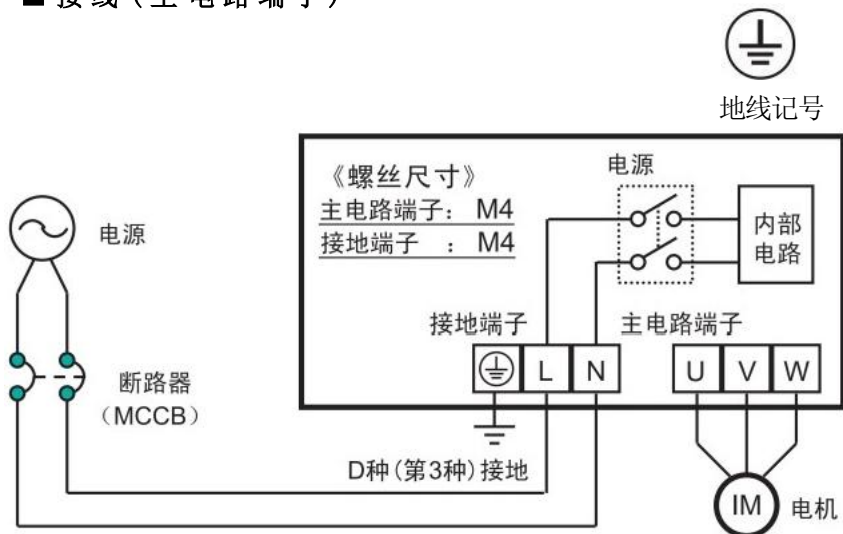 ■接线(主电路端子)
地线记号
《螺丝尺寸》
主电路端子： M4
接地端子 ： M4
电源
内部
电路
电源
接地端子
主电路端子
L N
U V W
断路器
（MCCB）
D种(第3种)接地
IM
电机